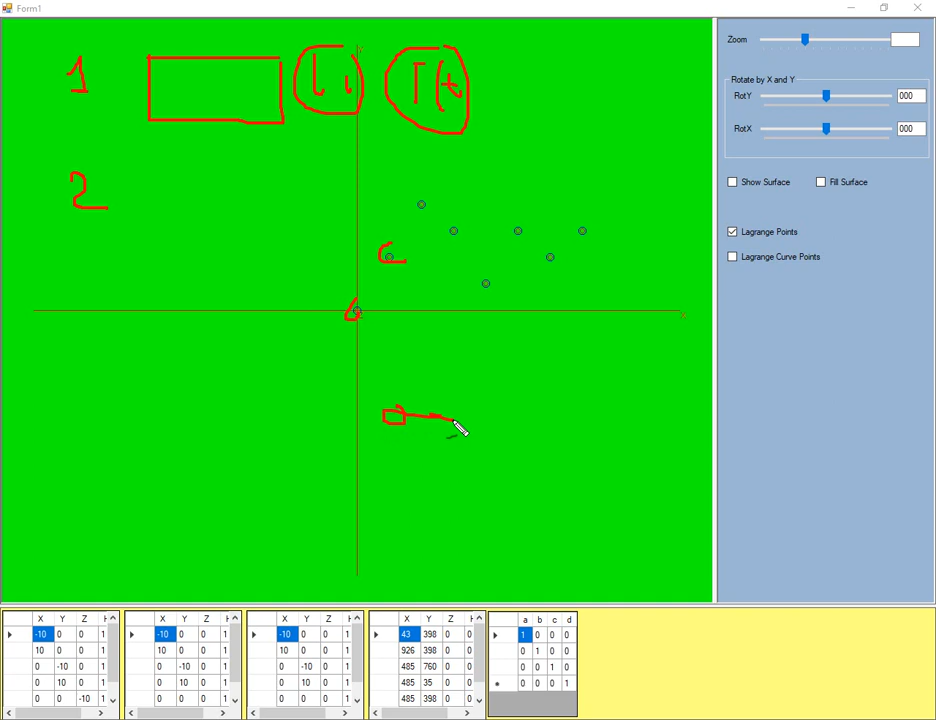 Form1
Zoom
Rotate by X and Y
RotY 000
RotX 000
Show Surface Fill Surface
Lagrange Points
Lagrange Curve Points
1
2
Y
X
X Y Z
-10 0 0 1
10 0 0 1
0 -10 0 1
0 10 0 1
0 0 -10 1
X Y Z
-10 0 0 1
10 0 0 1
0 -10 0 1
0 10 0 1
0 0 -10 1
X Y Z
-10 0 0 1
10 0 0 1
0 -10 0 1
0 10 0 1
0 0 -10 1
X Y Z
43 398 0 0
926 398 0 0
485 760 0 0
485 35 0 0
485 398 0 0
a b c d
1 0 0 0
0 1 0 0
0 0 1 0
0 0 0 1